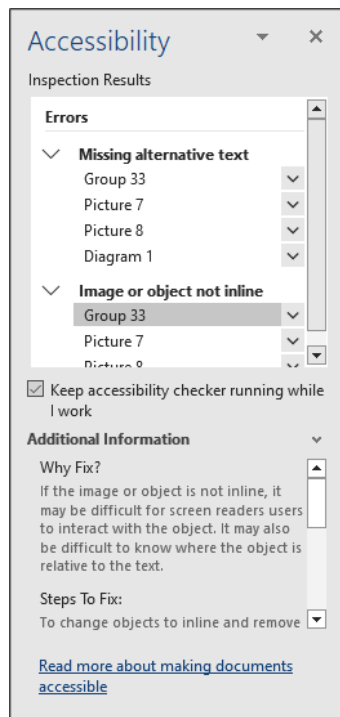 Accessibility
Inspection Results
Errors
Missing alternative text
Group 33
Picture 7
Picture 8
Diagram 1
Image or object not inline
Group 33
Picture 7
Picture 8
Keep accessibility checker running while
I work
Additional Information
Why Fix?
If the image or object is not inline, it
may be difficult for screen readers users
to interact with the object. It may also
be difficult to know where the object is
relative to the text.
Steps To Fix:
To change objects to inline and remove
Read more about making documents
accessible